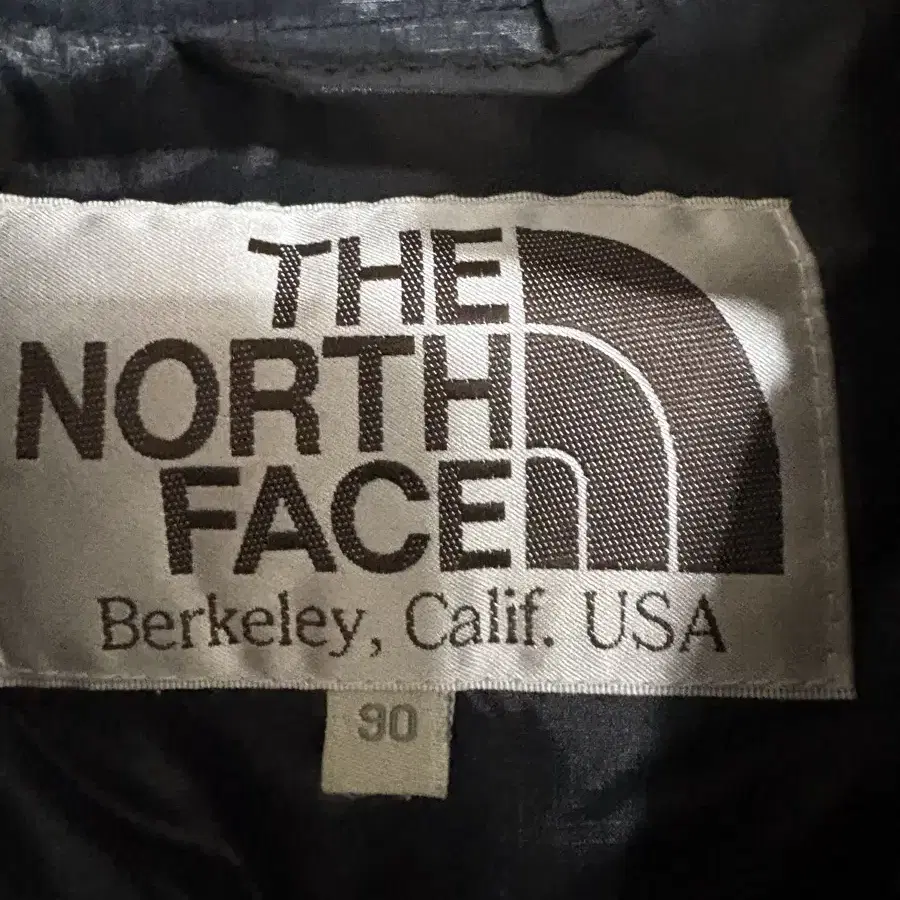 THE
NORTH
FACE
Berkeley, Calif. USA
90